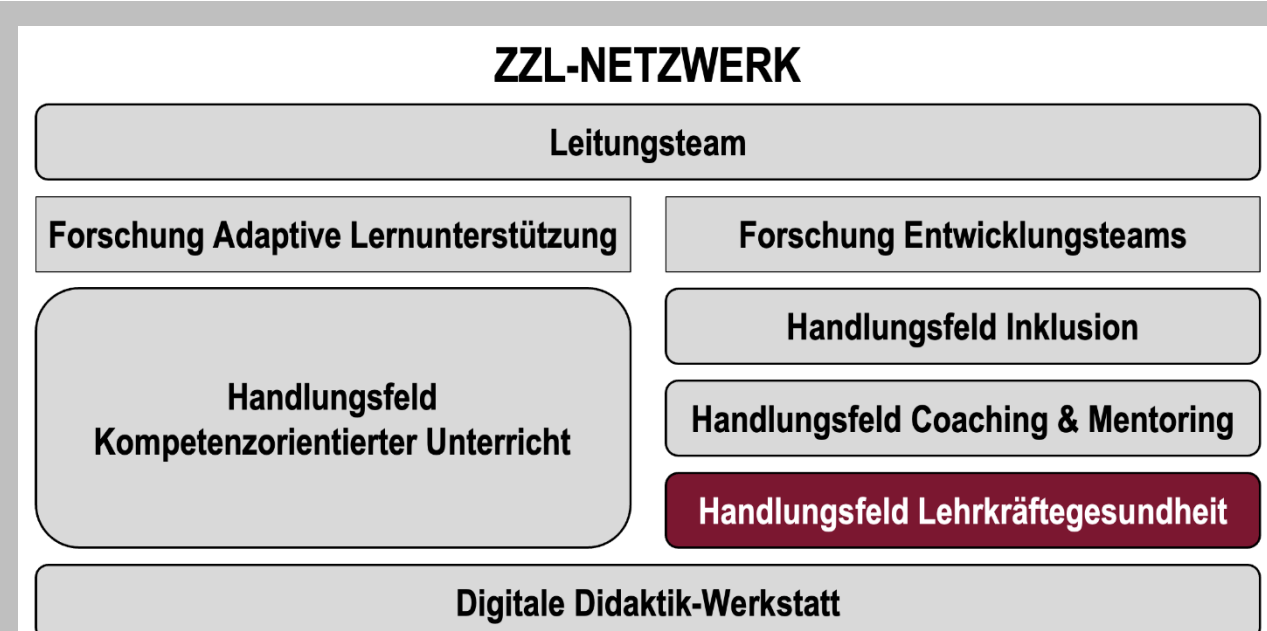 ZZL-NETZWERK
Leitungsteam
Forschung Adaptive Lernunterstützung
Forschung Entwicklungsteams
Handlungsfeld
Kompetenzorientierter Unterricht
Handlungsfeld Inklusion
Handlungsfeld Coaching & Mentoring
Handlungsfeld Lehrkräftegesundheit
Digitale Didaktik-Werkstatt